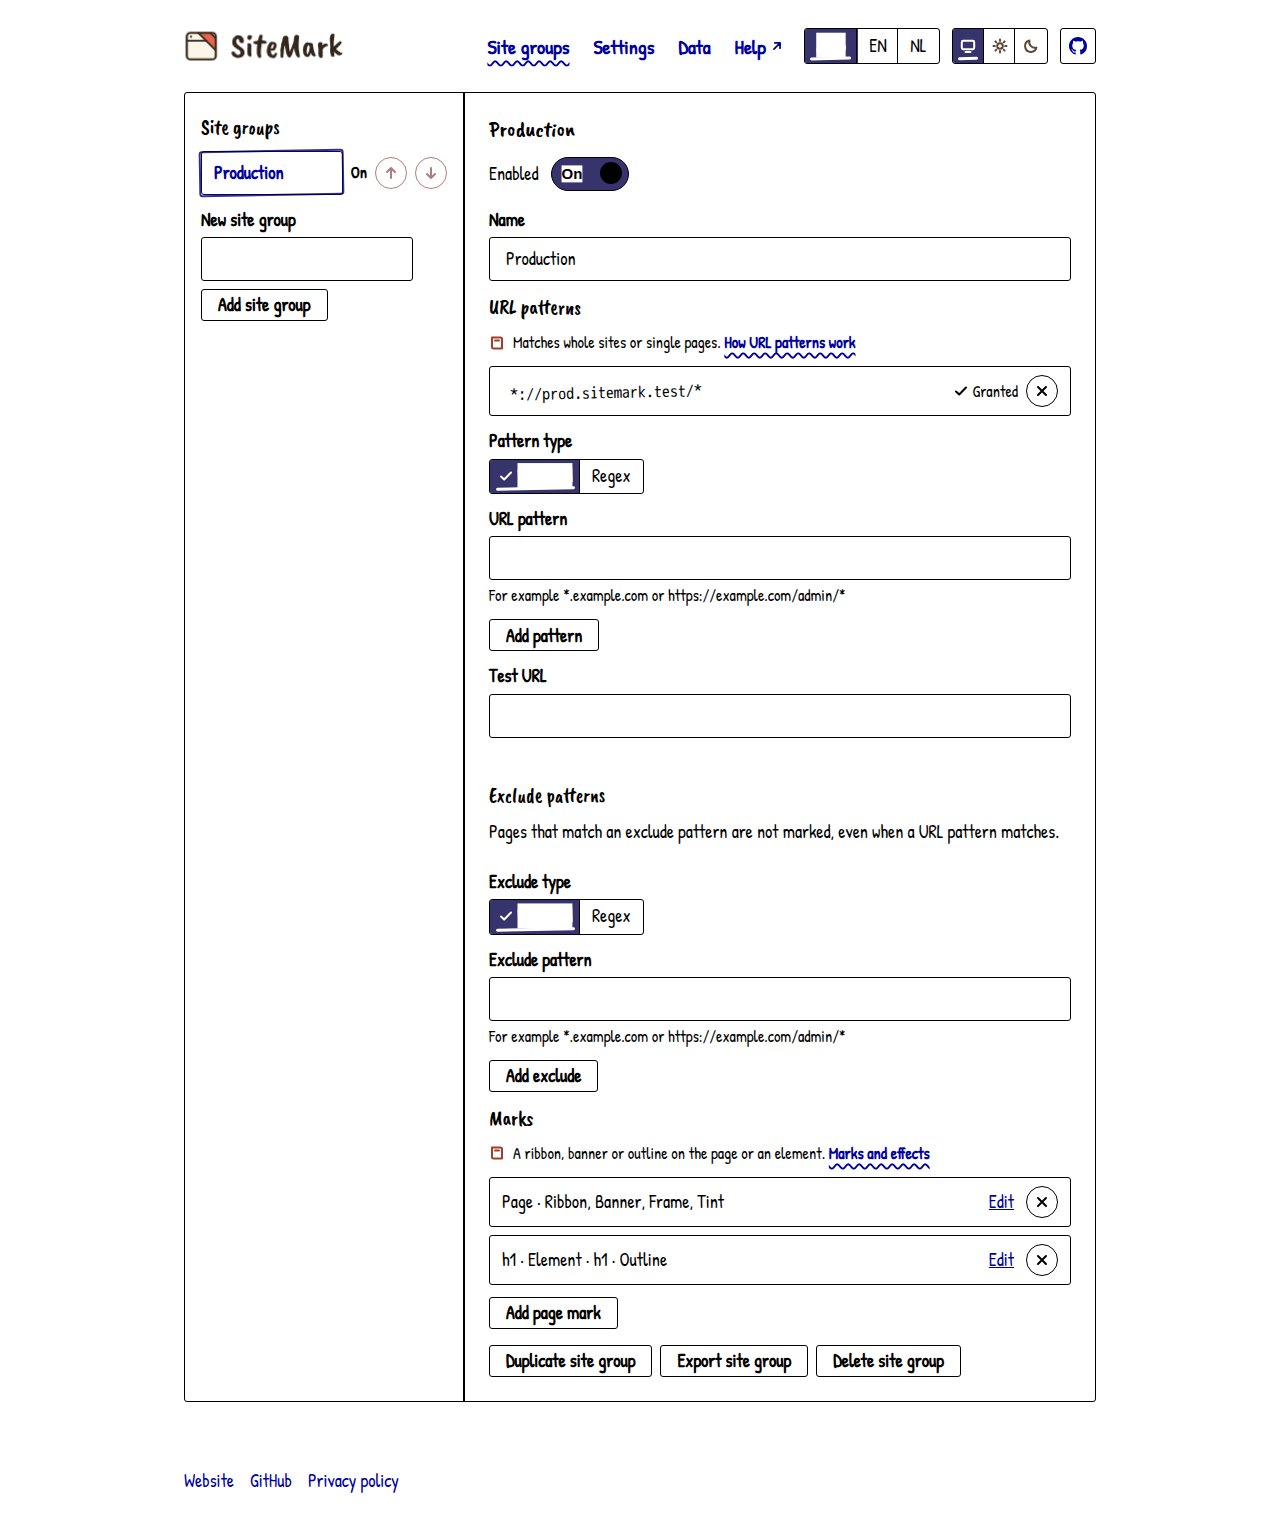 SiteMark
Site groups Settings Data Help EN NL
Site groups
Production On
New site group
Add site group
Production
Enabled On
Name
Production
URL patterns
Matches whole sites or single pages. How URL patterns work
*://prod.sitemark.test/* Granted
Pattern type
Regex
URL pattern
For example *.example.com or https://example.com/admin/*
Add pattern
Test URL
Exclude patterns
Pages that match an exclude pattern are not marked, even when a URL pattern matches.
Exclude type
Regex
Exclude pattern
For example *.example.com or https://example.com/admin/*
Add exclude
Marks
A ribbon, banner or outline on the page or an element. Marks and effects
Page · Ribbon, Banner, Frame, Tint Edit
h1 · Element · h1 · Outline Edit
Add page mark
Duplicate site group Export site group Delete site group
Website GitHub Privacy policy